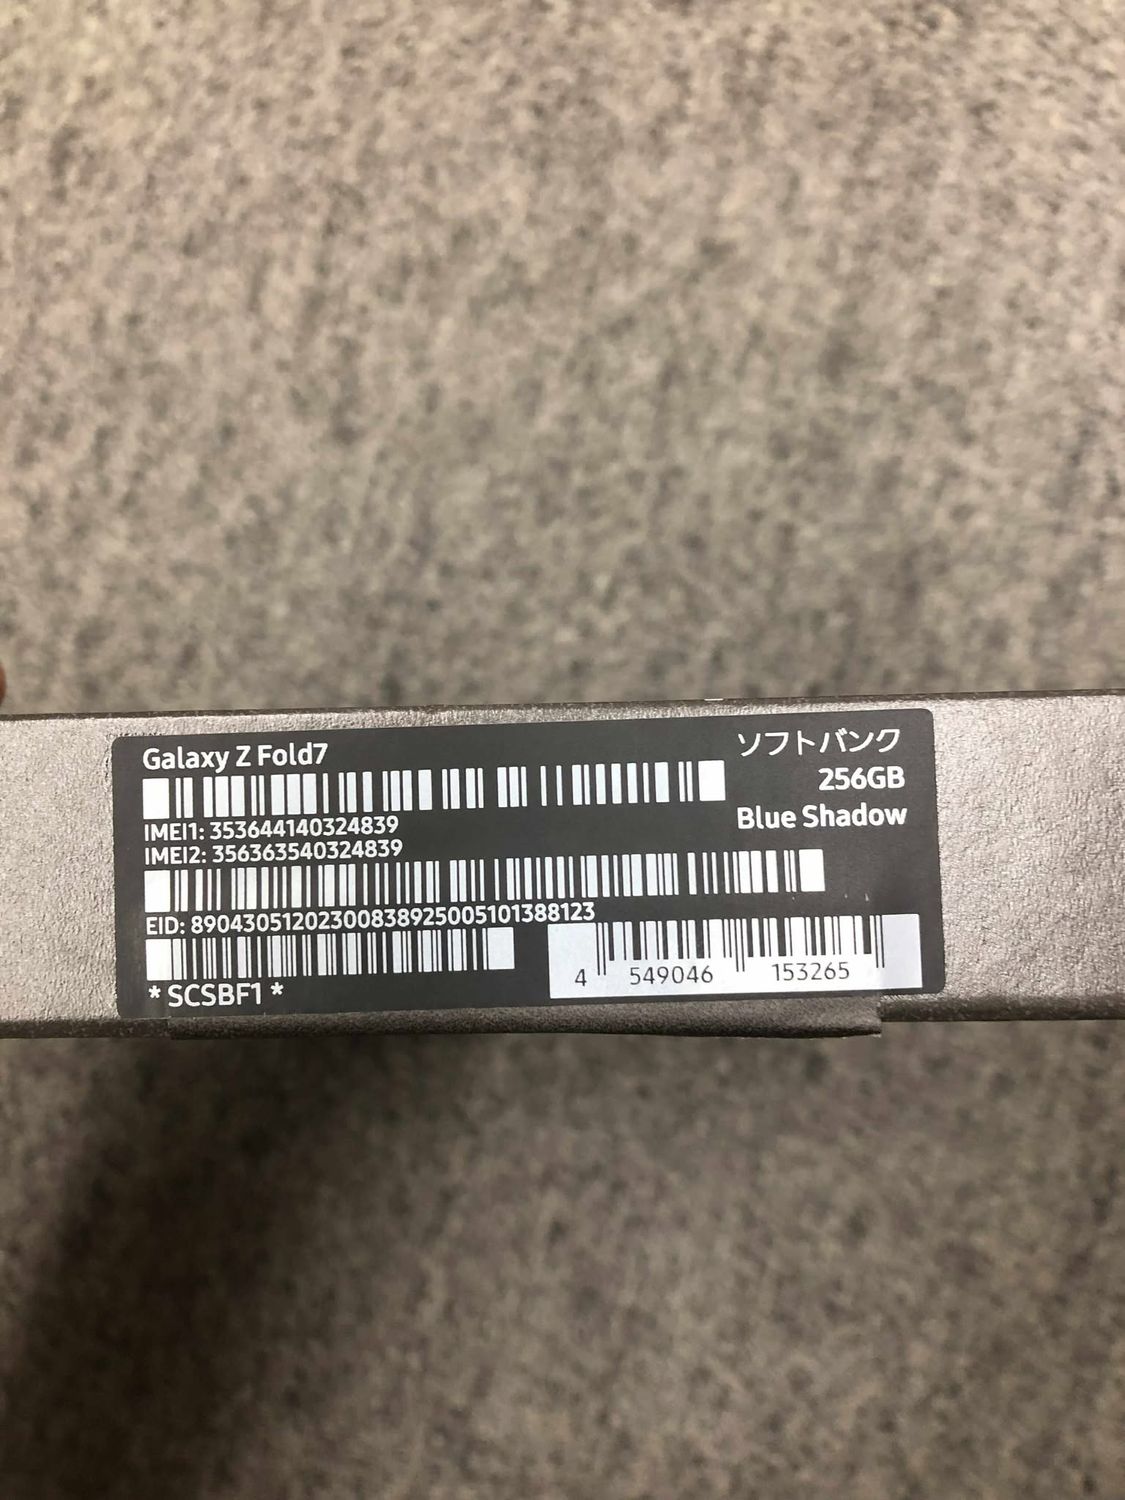 Galaxy Z Fold7
ソフトバンク
256GB
Blue Shadow
IMEI1: 353644140324839
IMEI2: 356363540324839
EID: 89043051202300838925005101388123
* SCSBF1 *
4 549046 153265